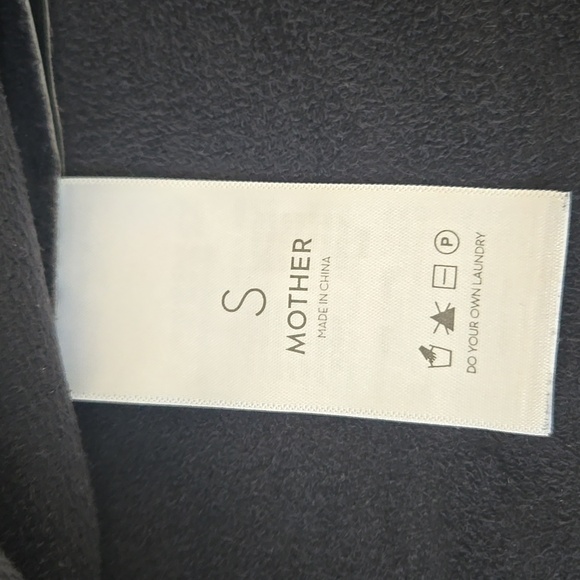 S
MOTHER
MADE IN CHINA
P
DO YOUR OWN LAUNDRY